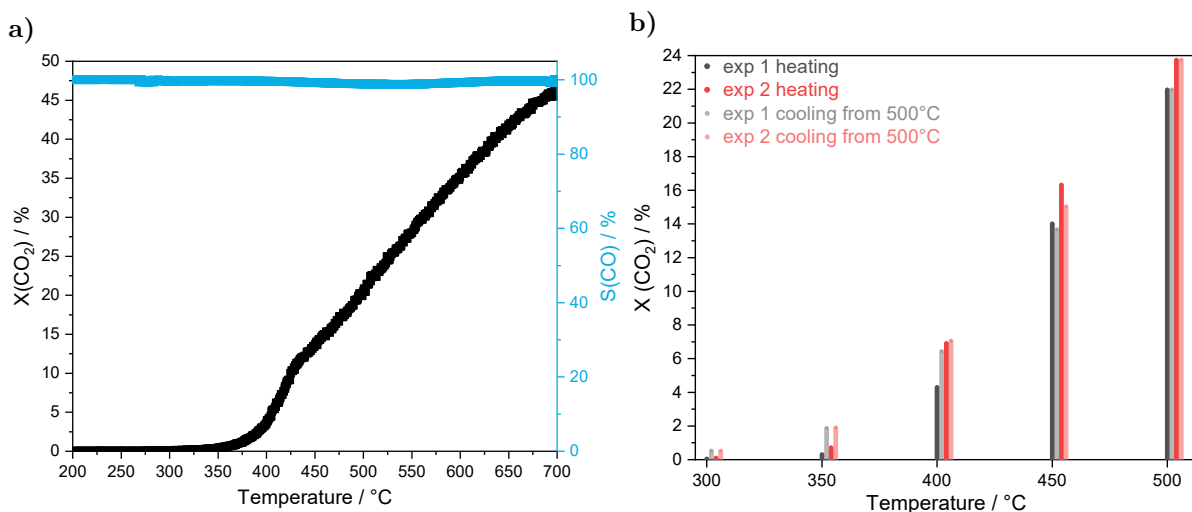 a)
50
45
40
35
30
25
20
15
10
5
0
X(CO₂) / %
100
80
60
40
20
0
S(CO) / %
200 250 300 350 400 450 500 550 600 650 700
Temperature / °C
b)
24
22
20
18
16
14
12
10
8
6
4
2
0
X (CO₂) / %
exp 1 heating
exp 2 heating
exp 1 cooling from 500°C
exp 2 cooling from 500°C
300 350 400 450 500
Temperature / °C